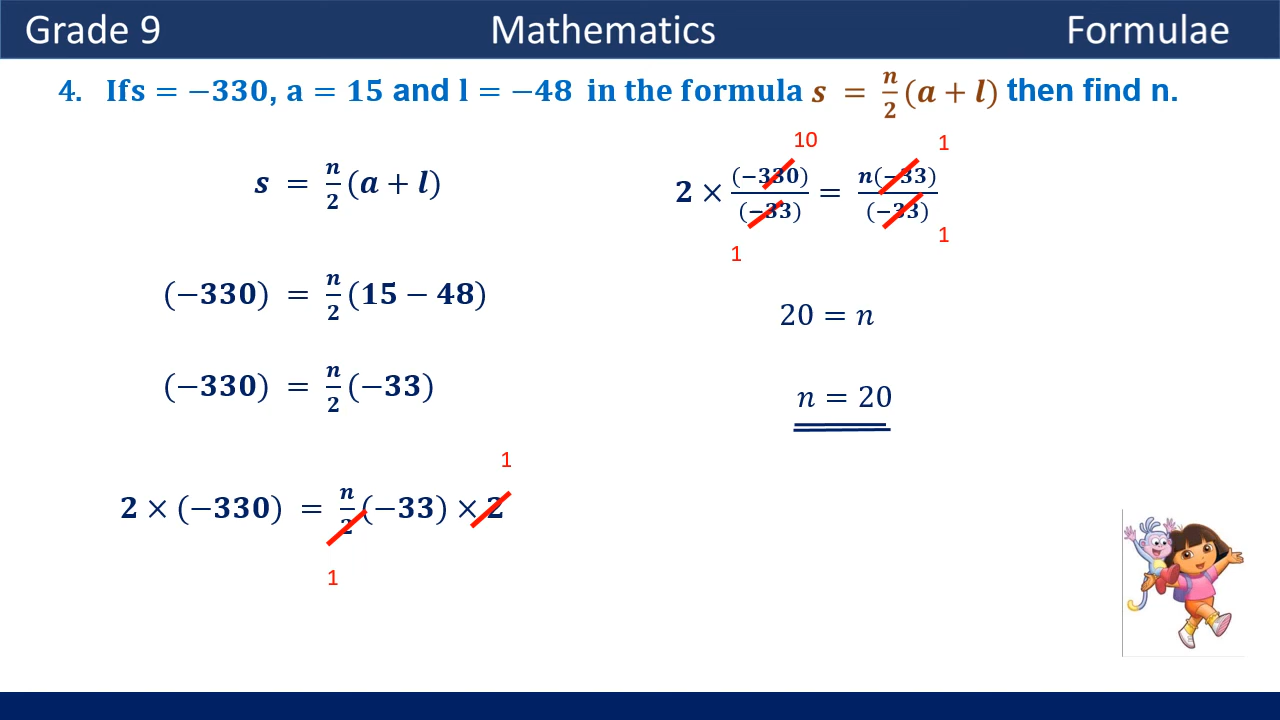 Grade 9 Mathematics Formulae
4. Ifs = −330, a = 15 and l = −48 in the formula s = n/2 (a + l) then find n.
s = n/2 (a + l)
(−330) = n/2 (15 − 48)
(−330) = n/2 (−33)
1
2 × (−330) = n/2 (−33) × 2
1
10 1
2 × (−330)/(−33) = n(−33)/(−33)
1 1
20 = n
n = 20